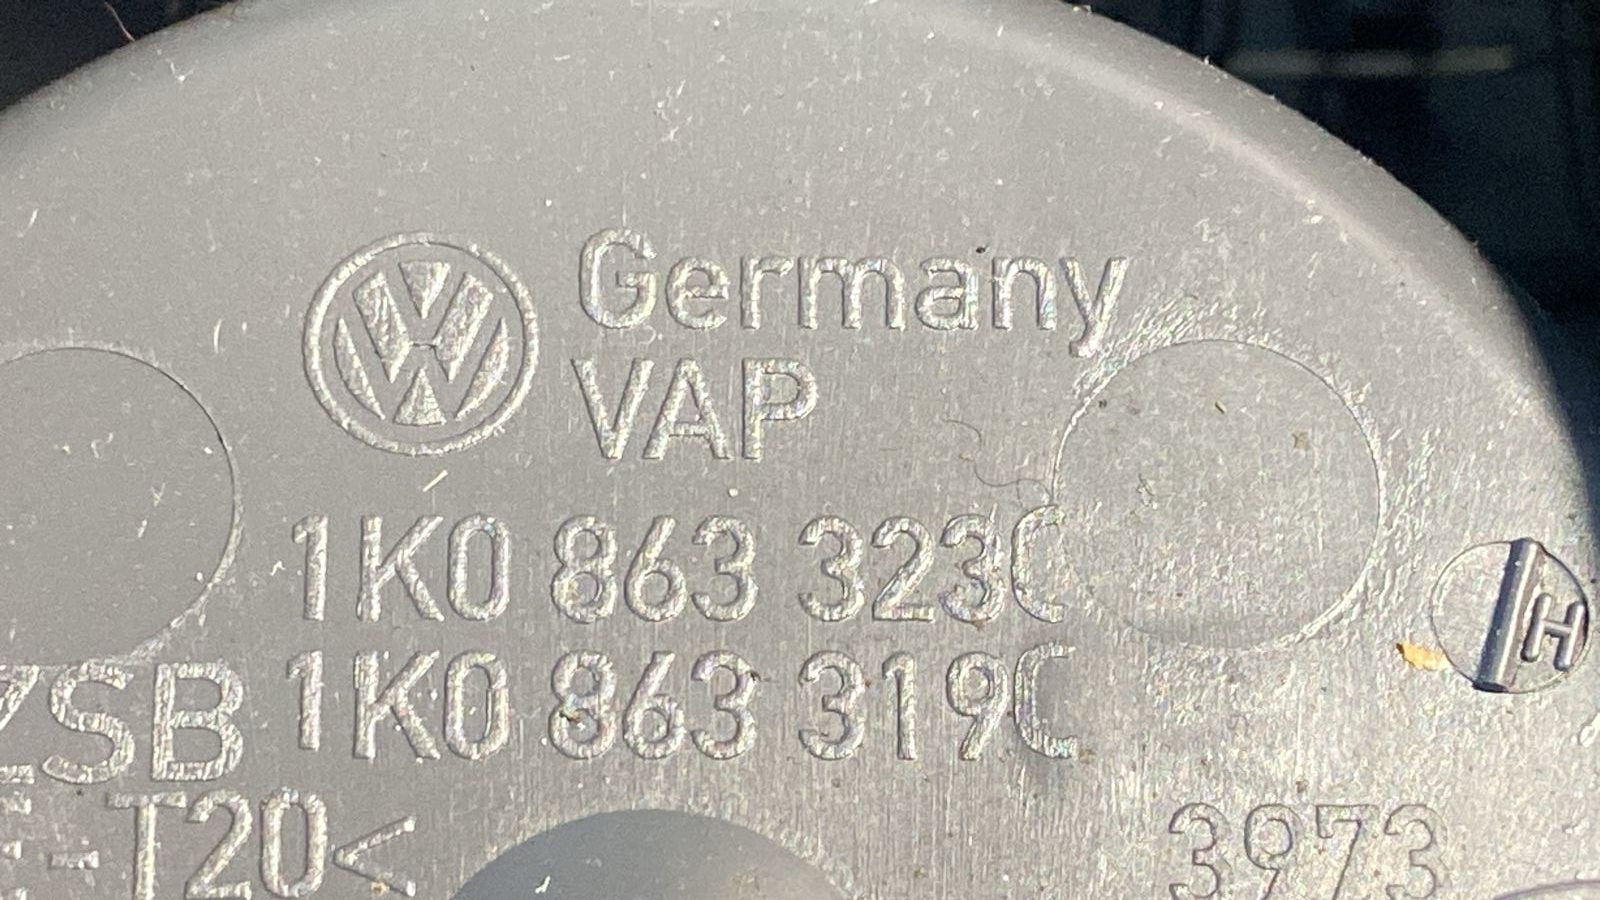 Germany
VAP
1K0 863 323C
ZSB 1K0 863 319C
E-T20<
3973
H